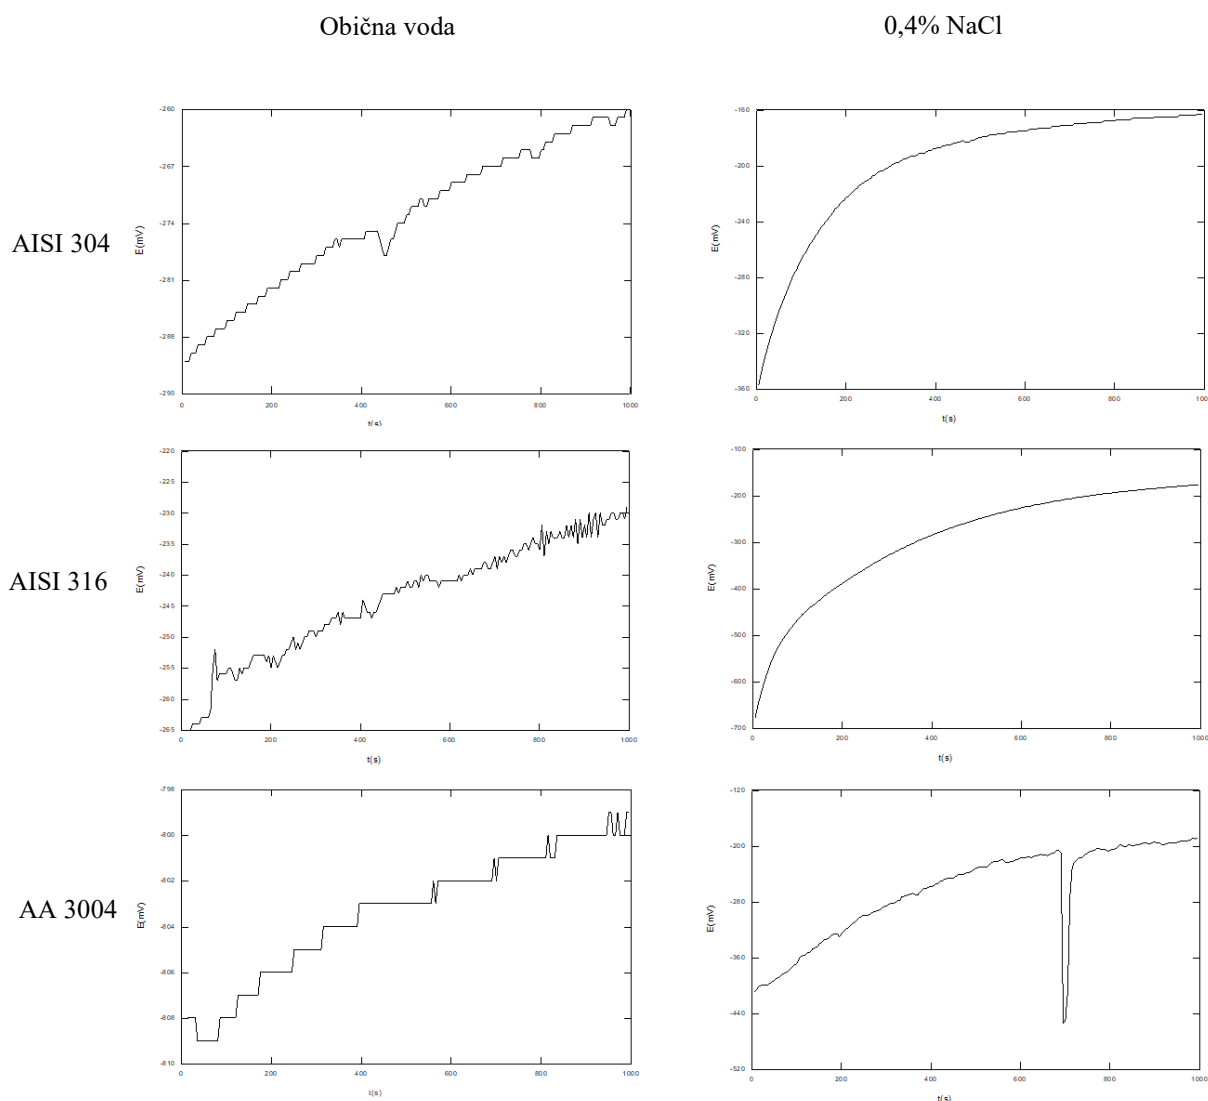 Obična voda
0,4% NaCl
AISI 304
E(mV)
-260
-267
-274
-281
-288
-295
0 200 400 600 800 1000
t(s)
E(mV)
-160
-200
-240
-280
-320
-360
0 200 400 600 800 1000
t(s)
AISI 316
E(mV)
-220
-225
-230
-235
-240
-245
-250
-255
-260
-265
0 200 400 600 800 1000
t(s)
E(mV)
-100
-200
-300
-400
-500
-600
-700
0 200 400 600 800 1000
t(s)
AA 3004
E(mV)
-798
-800
-802
-804
-806
-808
-810
0 200 400 600 800 1000
t(s)
E(mV)
-120
-200
-280
-360
-440
-520
0 200 400 600 800 1000
t(s)